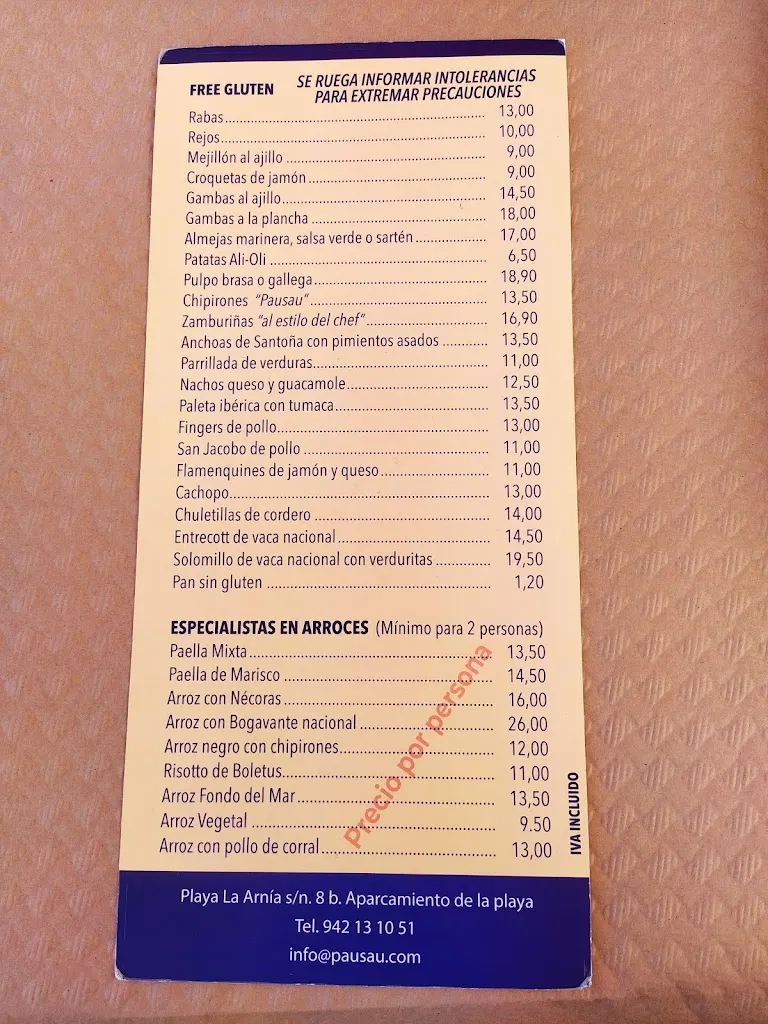 FREE GLUTEN SE RUEGA INFORMAR INTOLERANCIAS
PARA EXTREMAR PRECAUCIONES
Rabas 13,00
Rejos 10,00
Mejillón al ajillo 9,00
Croquetas de jamón 9,00
Gambas al ajillo 14,50
Gambas a la plancha 18,00
Almejas marinera, salsa verde o sartén 17,00
Patatas Ali-Oli 6,50
Pulpo brasa o gallega 18,90
Chipirones "Pausau" 13,50
Zamburiñas "al estilo del chef" 16,90
Anchoas de Santoña con pimientos asados 13,50
Parrillada de verduras 11,00
Nachos queso y guacamole 12,50
Paleta ibérica con tumaca 13,50
Fingers de pollo 13,00
San Jacobo de pollo 11,00
Flamenquines de jamón y queso 11,00
Cachopo 13,00
Chuletillas de cordero 14,00
Entrecott de vaca nacional 14,50
Solomillo de vaca nacional con verduritas 19,50
Pan sin gluten 1,20
ESPECIALISTAS EN ARROCES (Mínimo para 2 personas)
Paella Mixta 13,50
Paella de Marisco 14,50
Arroz con Nécoras 16,00
Arroz con Bogavante nacional 26,00
Arroz negro con chipirones 12,00
Risotto de Boletus 11,00
Arroz Fondo del Mar 13,50
Arroz Vegetal 9.50
Arroz con pollo de corral 13,00
Precio por persona
IVA INCLUIDO
Playa La Arnía s/n. 8 b. Aparcamiento de la playa
Tel. 942 13 10 51
info@pausau.com